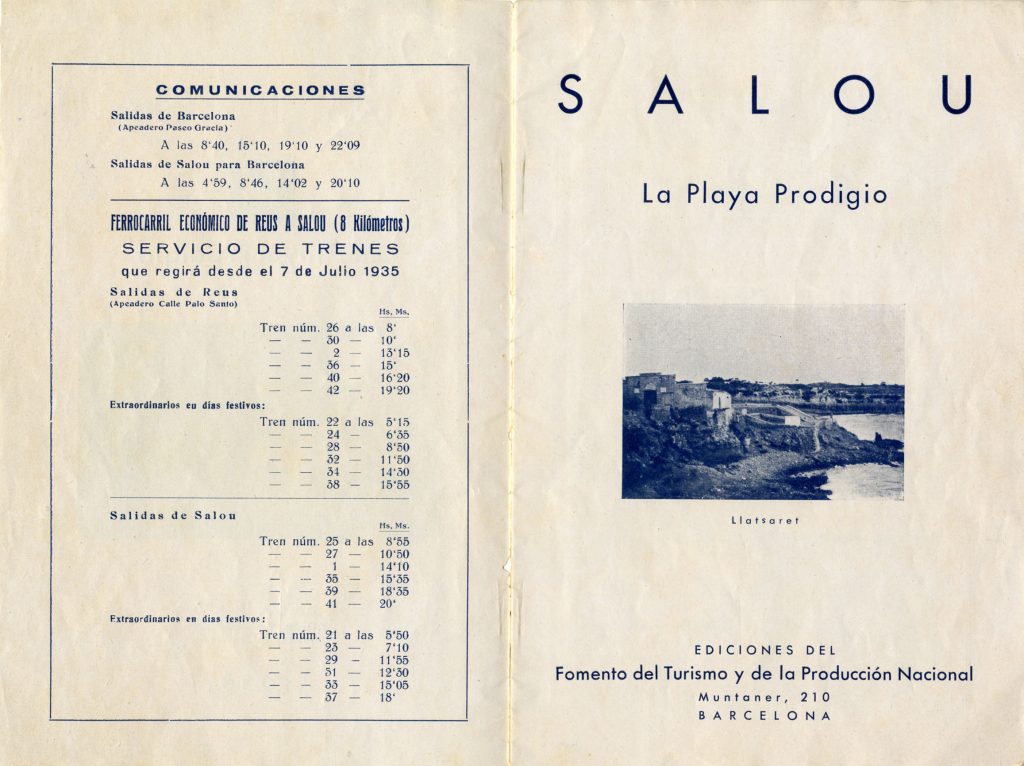 COMUNICACIONES
Salidas de Barcelona
(Apeadero Paseo Gracia)
A las 8'40, 15'10, 19'10 y 22'09
Salidas de Salou para Barcelona
A las 4'59, 8'46, 14'02 y 20'10
FERROCARRIL ECONÓMICO DE REUS A SALOU (8 Kilómetros)
SERVICIO DE TRENES
que regirá desde el 7 de Julio 1935
Salidas de Reus
(Apeadero Calle Palo Santo)
Hs. Ms.
Tren núm. 26 a las 8'
— — 30 — 10'
— — 2 — 13'15
— — 36 — 15'
— — 40 — 16'20
— — 42 — 19'20
Extraordinarios en días festivos:
Tren núm. 22 a las 5'15
— — 24 — 6'35
— — 28 — 8'50
— — 32 — 11'50
— — 34 — 14'30
— — 38 — 15'55
Salidas de Salou
Hs. Ms.
Tren núm. 25 a las 8'55
— — 27 — 10'50
— — 1 — 14'10
— — 35 — 15'35
— — 39 — 18'35
— — 41 — 20'
Extraordinarios en días festivos:
Tren núm. 21 a las 5'50
— — 23 — 7'10
— — 29 — 11'55
— — 31 — 12'30
— — 33 — 15'05
— — 37 — 18'
SALOU
La Playa Prodigio
Llatsaret
EDICIONES DEL
Fomento del Turismo y de la Producción Nacional
Muntaner, 210
BARCELONA